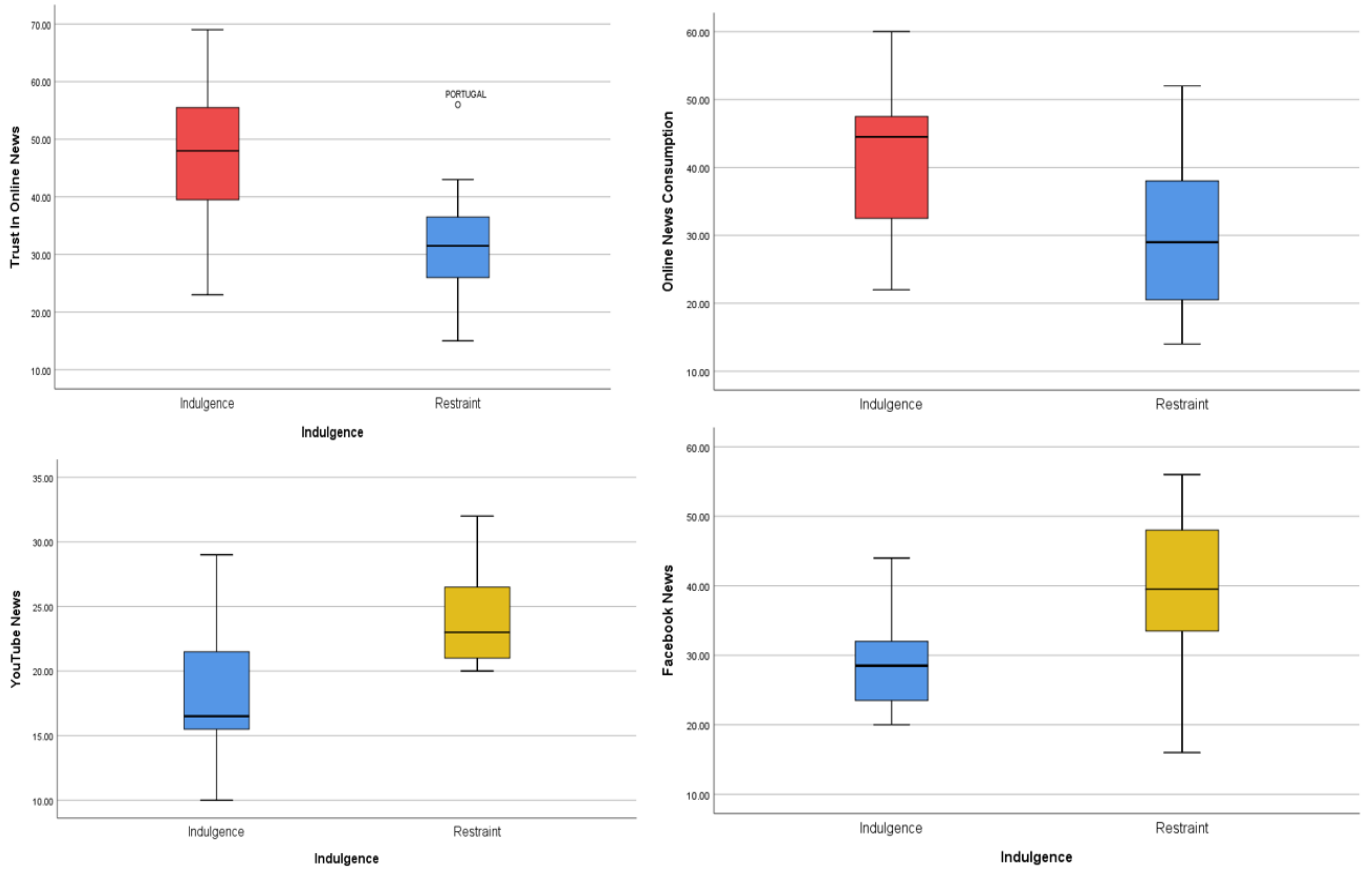 Trust In Online News
70.00
60.00
50.00
40.00
30.00
20.00
10.00
PORTUGAL
Indulgence Restraint
Indulgence
Online News Consumption
60.00
50.00
40.00
30.00
20.00
10.00
Indulgence Restraint
YouTube News
35.00
30.00
25.00
20.00
15.00
10.00
Indulgence Restraint
Indulgence
Facebook News
60.00
50.00
40.00
30.00
20.00
10.00
Indulgence Restraint
Indulgence